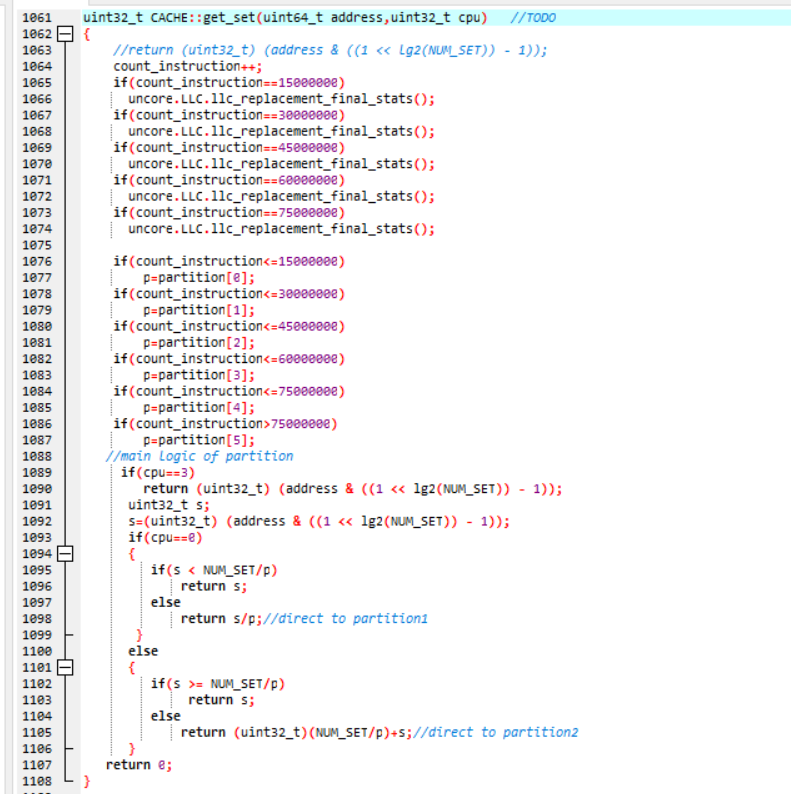 1061 uint32_t CACHE::get_set(uint64_t address,uint32_t cpu) //TODO
1062 {
1063 //return (uint32_t) (address & ((1 << lg2(NUM_SET)) - 1));
1064 count_instruction++;
1065 if(count_instruction==15000000)
1066 uncore.LLC.llc_replacement_final_stats();
1067 if(count_instruction==30000000)
1068 uncore.LLC.llc_replacement_final_stats();
1069 if(count_instruction==45000000)
1070 uncore.LLC.llc_replacement_final_stats();
1071 if(count_instruction==60000000)
1072 uncore.LLC.llc_replacement_final_stats();
1073 if(count_instruction==75000000)
1074 uncore.LLC.llc_replacement_final_stats();
1075
1076 if(count_instruction<=15000000)
1077 p=partition[0];
1078 if(count_instruction<=30000000)
1079 p=partition[1];
1080 if(count_instruction<=45000000)
1081 p=partition[2];
1082 if(count_instruction<=60000000)
1083 p=partition[3];
1084 if(count_instruction<=75000000)
1085 p=partition[4];
1086 if(count_instruction>75000000)
1087 p=partition[5];
1088 //main logic of partition
1089 if(cpu==3)
1090 return (uint32_t) (address & ((1 << lg2(NUM_SET)) - 1));
1091 uint32_t s;
1092 s=(uint32_t) (address & ((1 << lg2(NUM_SET)) - 1));
1093 if(cpu==0)
1094 {
1095 if(s < NUM_SET/p)
1096 return s;
1097 else
1098 return s/p;//direct to partition1
1099 }
1100 else
1101 {
1102 if(s >= NUM_SET/p)
1103 return s;
1104 else
1105 return (uint32_t)(NUM_SET/p)+s;//direct to partition2
1106 }
1107 return 0;
1108 }